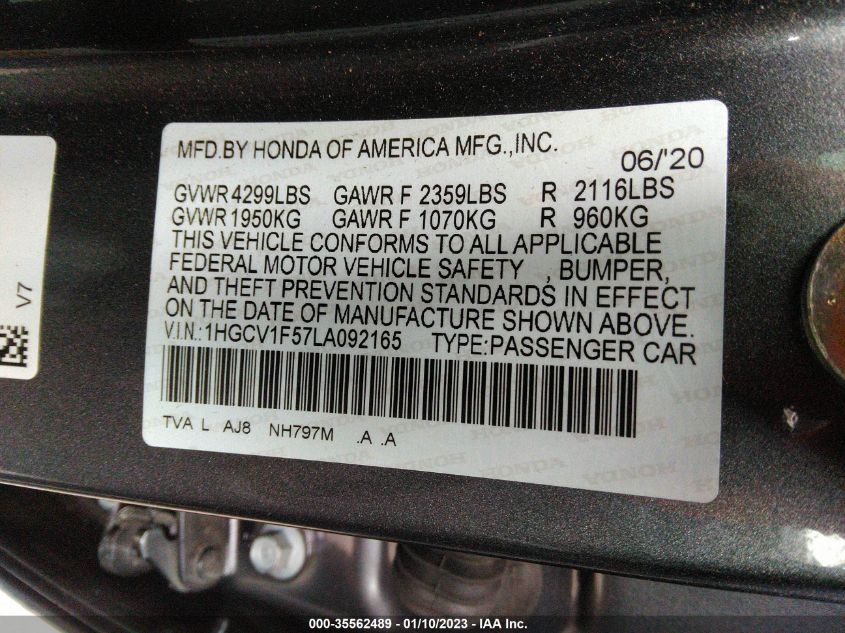 MFD.BY HONDA OF AMERICA MFG.,INC.
06/'20
GVWR 4299LBS GAWR F 2359LBS R 2116LBS
GVWR 1950KG GAWR F 1070KG R 960KG
THIS VEHICLE CONFORMS TO ALL APPLICABLE
FEDERAL MOTOR VEHICLE SAFETY , BUMPER,
AND THEFT PREVENTION STANDARDS IN EFFECT
ON THE DATE OF MANUFACTURE SHOWN ABOVE.
V.I.N.:1HGCV1F57LA092165 TYPE:PASSENGER CAR
TVA L AJ8 NH797M .A .A
V7
000-35562489 - 01/10/2023 - IAA Inc.